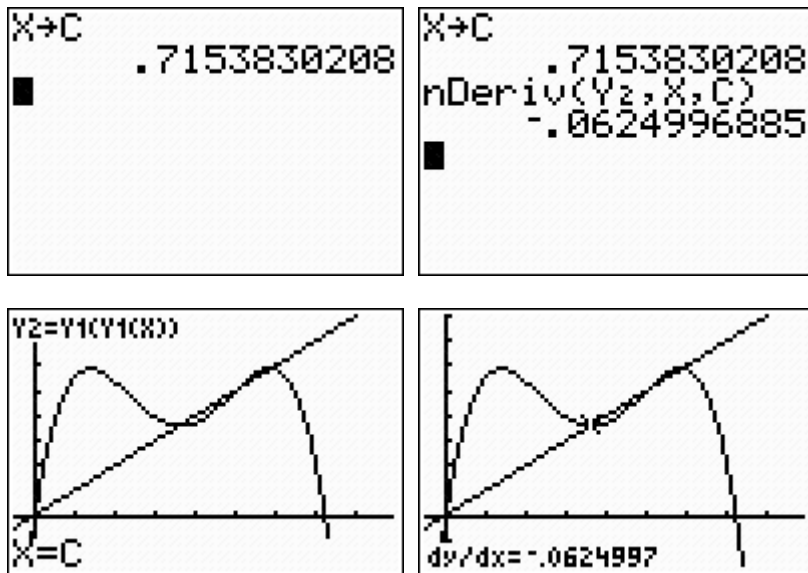 X→C
.7153830208
X→C
.7153830208
nDeriv(Y₂,X,C)
-.0624996885
Y2=Y1(Y1(X))
X=C
dy/dx=-.0624997